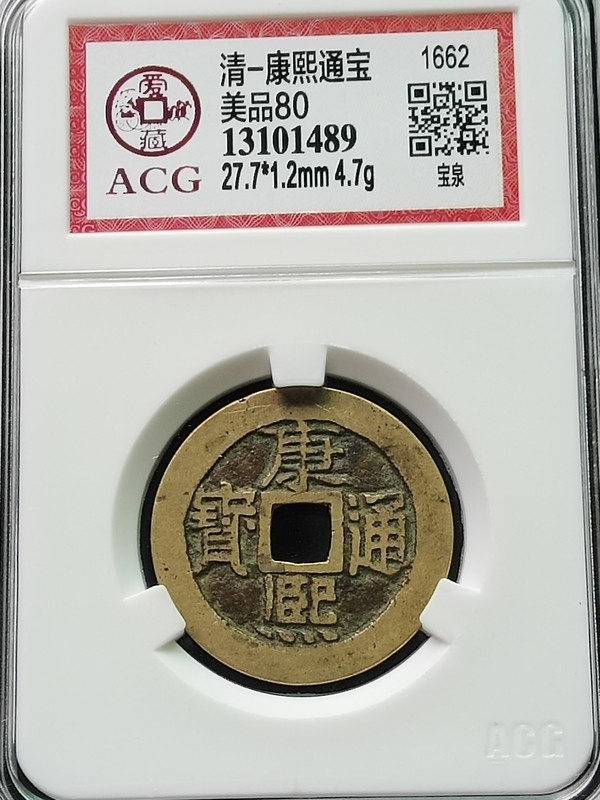 清-康熙通宝
1662
美品80
13101489
27.7*1.2mm 4.7g
宝泉
爱
藏
ACG
康
寶 通
熙
ACG